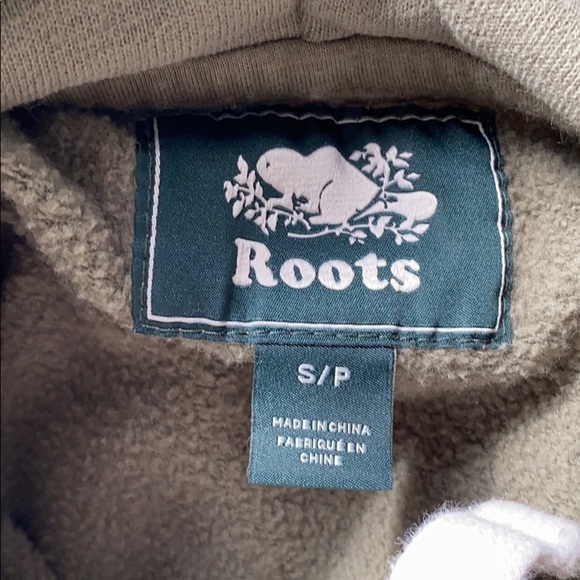 Roots
S/P
MADE IN CHINA
FABRIQUÉ EN
CHINE